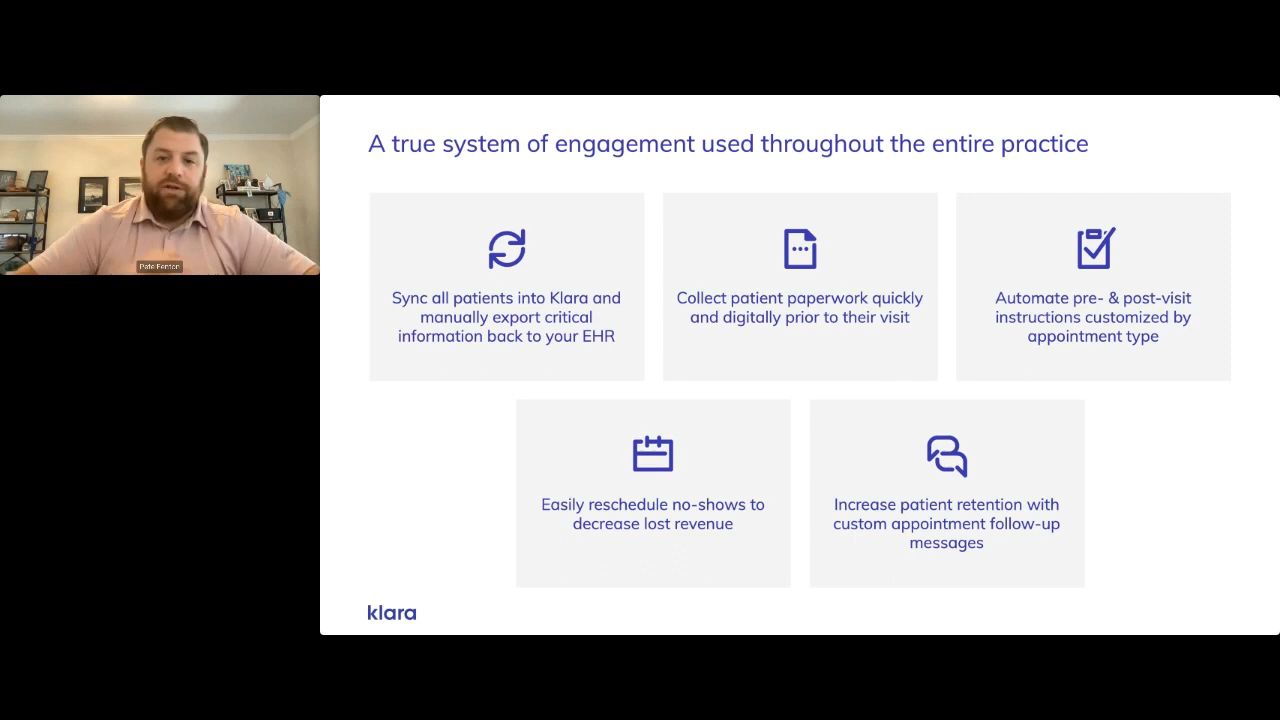 A true system of engagement used throughout the entire practice
Pete Fenton
Sync all patients into Klara and
manually export critical
information back to your EHR
Collect patient paperwork quickly
and digitally prior to their visit
Automate pre- & post-visit
instructions customized by
appointment type
Easily reschedule no-shows to
decrease lost revenue
Increase patient retention with
custom appointment follow-up
messages
klara